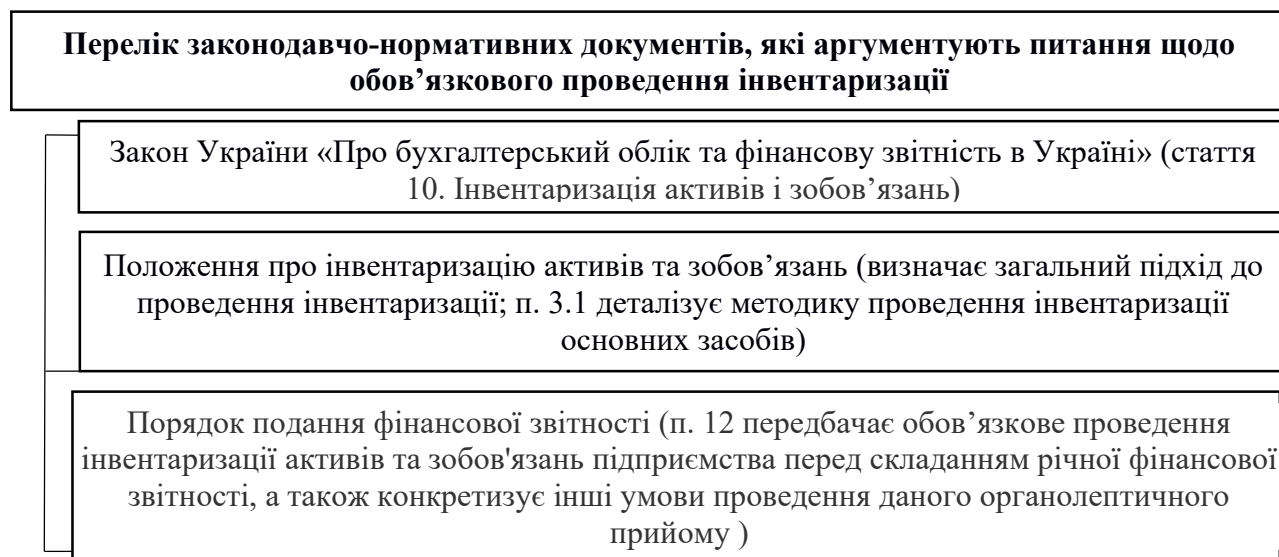 Перелік законодавчо-нормативних документів, які аргументують питання щодо
обов’язкового проведення інвентаризації
Закон України «Про бухгалтерський облік та фінансову звітність в Україні» (стаття
10. Інвентаризація активів і зобов’язань)
Положення про інвентаризацію активів та зобов’язань (визначає загальний підхід до
проведення інвентаризації; п. 3.1 деталізує методику проведення інвентаризації
основних засобів)
Порядок подання фінансової звітності (п. 12 передбачає обов’язкове проведення
інвентаризації активів та зобов'язань підприємства перед складанням річної фінансової
звітності, а також конкретизує інші умови проведення даного органолептичного
прийому )